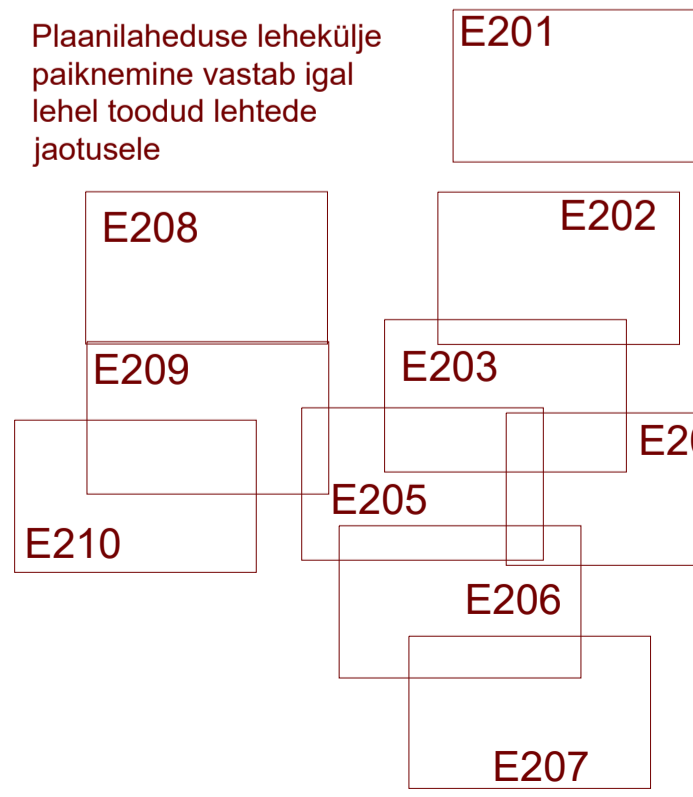 Plaanilaheduse lehekülje
paiknemine vastab igal
lehel toodud lehtede
jaotusele
E201
E208
E202
E209
E203
E205
E210
E206
E207